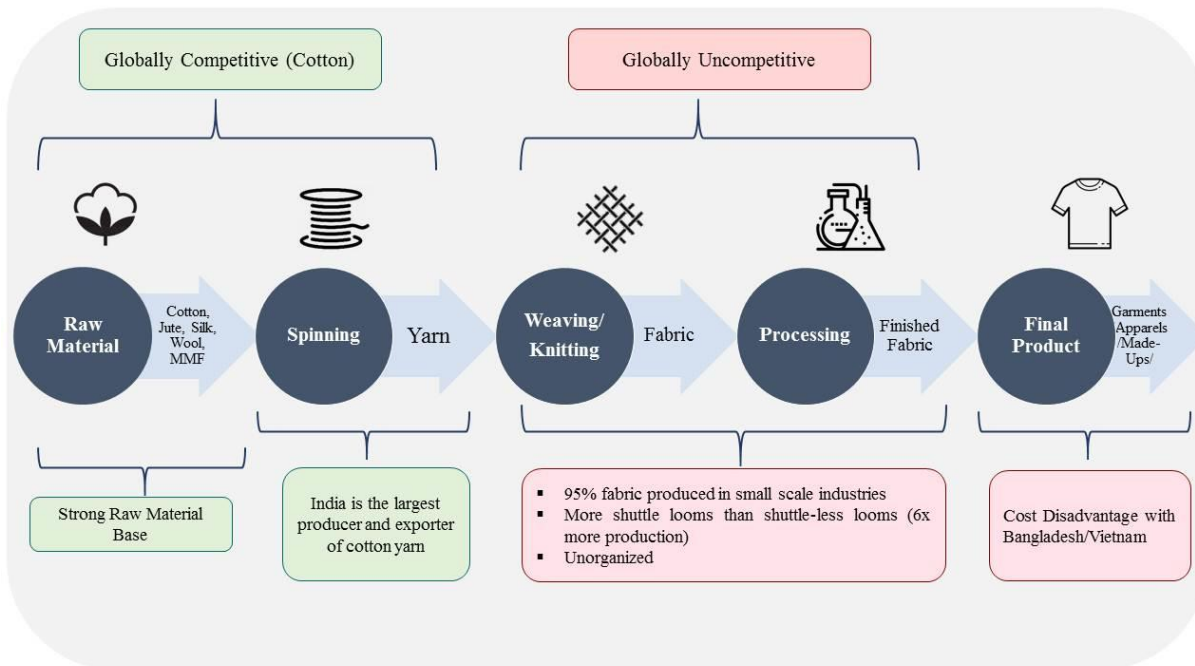 Globally Competitive (Cotton)
Globally Uncompetitive
Raw
Material
Cotton,
Jute, Silk,
Wool,
MMF
Spinning
Yarn
Weaving/
Knitting
Fabric
Processing
Finished
Fabric
Final
Product
Garments
Apparels
/Made-
Ups/
Strong Raw Material
Base
India is the largest
producer and exporter
of cotton yarn
▪ 95% fabric produced in small scale industries
▪ More shuttle looms than shuttle-less looms (6x
more production)
▪ Unorganized
Cost Disadvantage with
Bangladesh/Vietnam